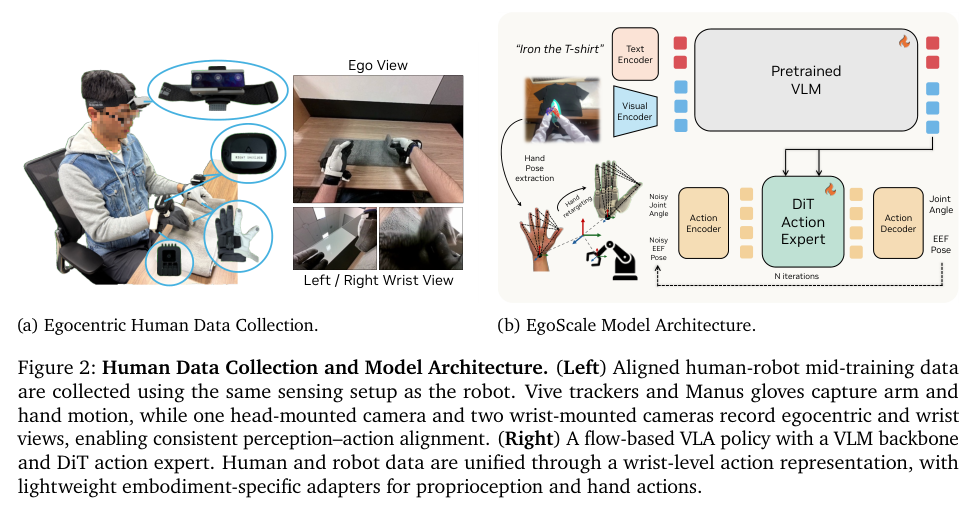 Ego View
Left / Right Wrist View
(a) Egocentric Human Data Collection.
"Iron the T-shirt"
Text
Encoder
Visual
Encoder
Pretrained
VLM
Hand
Pose
extraction
Hand
retargeting
Noisy
Joint
Angle
Noisy
EEF
Pose
Action
Encoder
DiT
Action
Expert
Action
Decoder
Joint
Angle
EEF
Pose
N iterations
(b) EgoScale Model Architecture.
Figure 2: Human Data Collection and Model Architecture. (Left) Aligned human-robot mid-training data
are collected using the same sensing setup as the robot. Vive trackers and Manus gloves capture arm and
hand motion, while one head-mounted camera and two wrist-mounted cameras record egocentric and wrist
views, enabling consistent perception–action alignment. (Right) A flow-based VLA policy with a VLM backbone
and DiT action expert. Human and robot data are unified through a wrist-level action representation, with
lightweight embodiment-specific adapters for proprioception and hand actions.